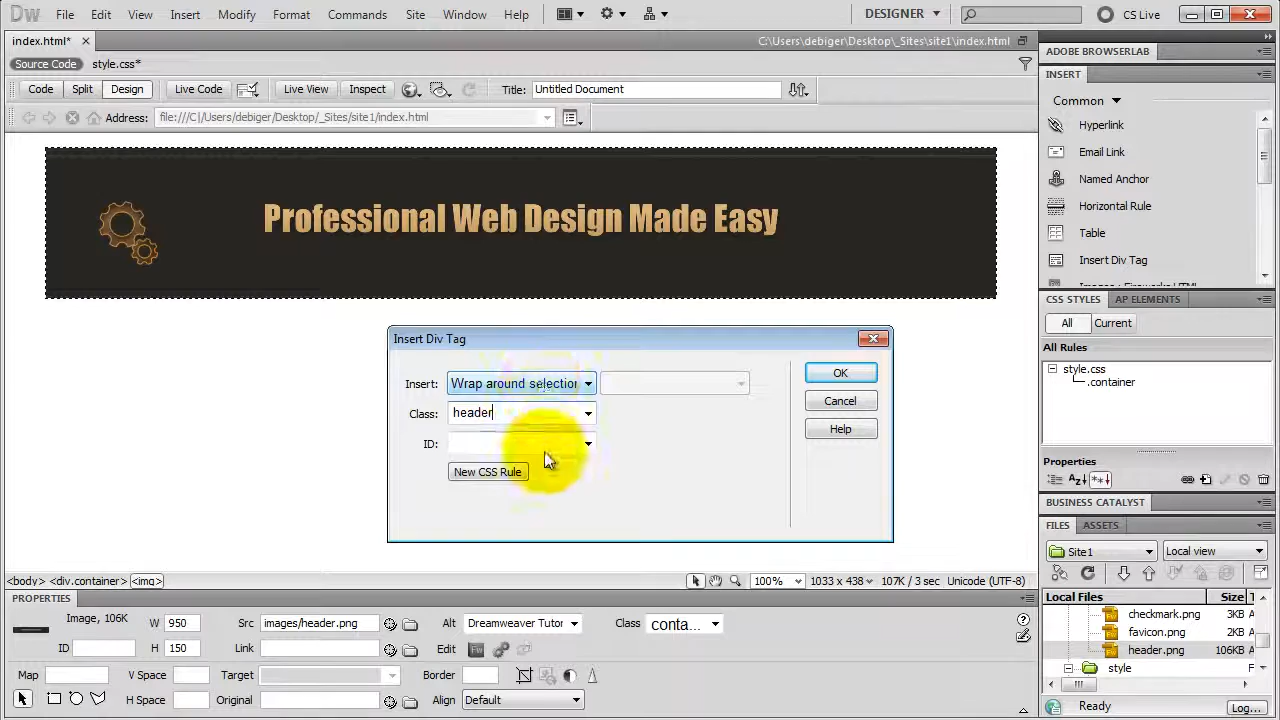 Dw File Edit View Insert Modify Format Commands Site Window Help DESIGNER CS Live
index.html* C:\Users\debiger\Desktop\_Sites\site1\index.html
Source Code style.css*
Code Split Design Live Code Live View Inspect Title: Untitled Document
Address: file:///C|/Users/debiger/Desktop/_Sites/site1/index.html
Professional Web Design Made Easy
Insert Div Tag
Insert: Wrap around selection
Class: header
ID:
New CSS Rule
OK
Cancel
Help
<body> <div.container> <img> 100% 1033 x 438 107K / 3 sec Unicode (UTF-8)
PROPERTIES
Image, 106K W 950 Src images/header.png Alt Dreamweaver Tutor Class conta...
ID H 150 Link Edit Fw
Map V Space Target Border
H Space Original Align Default
ADOBE BROWSERLAB
INSERT
Common
Hyperlink
Email Link
Named Anchor
Horizontal Rule
Table
Insert Div Tag
CSS STYLES AP ELEMENTS
All Current
All Rules
style.css
.container
Properties
Az
BUSINESS CATALYST
FILES ASSETS
Site1 Local view
Local Files Size
checkmark.png 3KB
favicon.png 2KB
header.png 106KB
style
Ready Log...